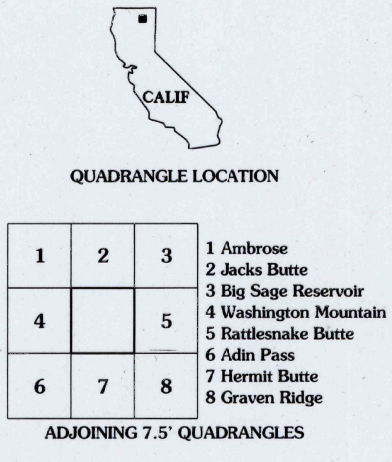 CALIF
QUADRANGLE LOCATION
1 2 3
4 5
6 7 8
1 Ambrose
2 Jacks Butte
3 Big Sage Reservoir
4 Washington Mountain
5 Rattlesnake Butte
6 Adin Pass
7 Hermit Butte
8 Graven Ridge
ADJOINING 7.5' QUADRANGLES